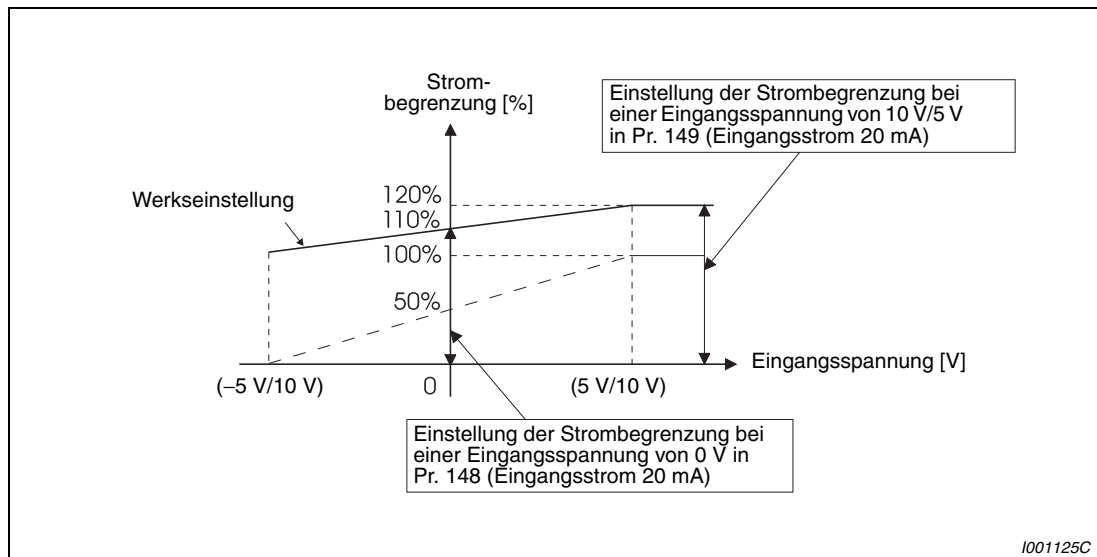 Strom-
begrenzung [%]
Einstellung der Strombegrenzung bei
einer Eingangsspannung von 10 V/5 V
in Pr. 149 (Eingangsstrom 20 mA)
Werkseinstellung
120%
110%
100%
50%
Eingangsspannung [V]
(–5 V/10 V)
0
(5 V/10 V)
Einstellung der Strombegrenzung bei
einer Eingangsspannung von 0 V in
Pr. 148 (Eingangsstrom 20 mA)
I001125C